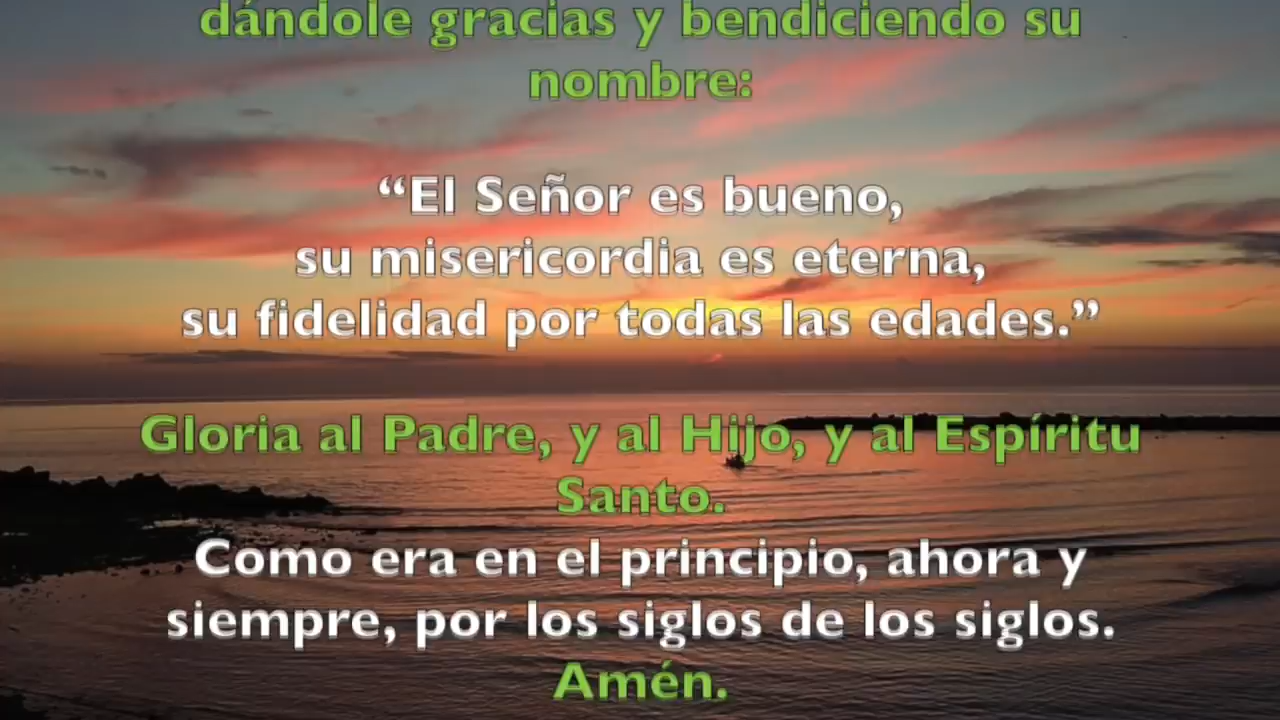 dándole gracias y bendiciendo su
nombre:
“El Señor es bueno,
su misericordia es eterna,
su fidelidad por todas las edades.”
Gloria al Padre, y al Hijo, y al Espíritu
Santo.
Como era en el principio, ahora y
siempre, por los siglos de los siglos.
Amén.